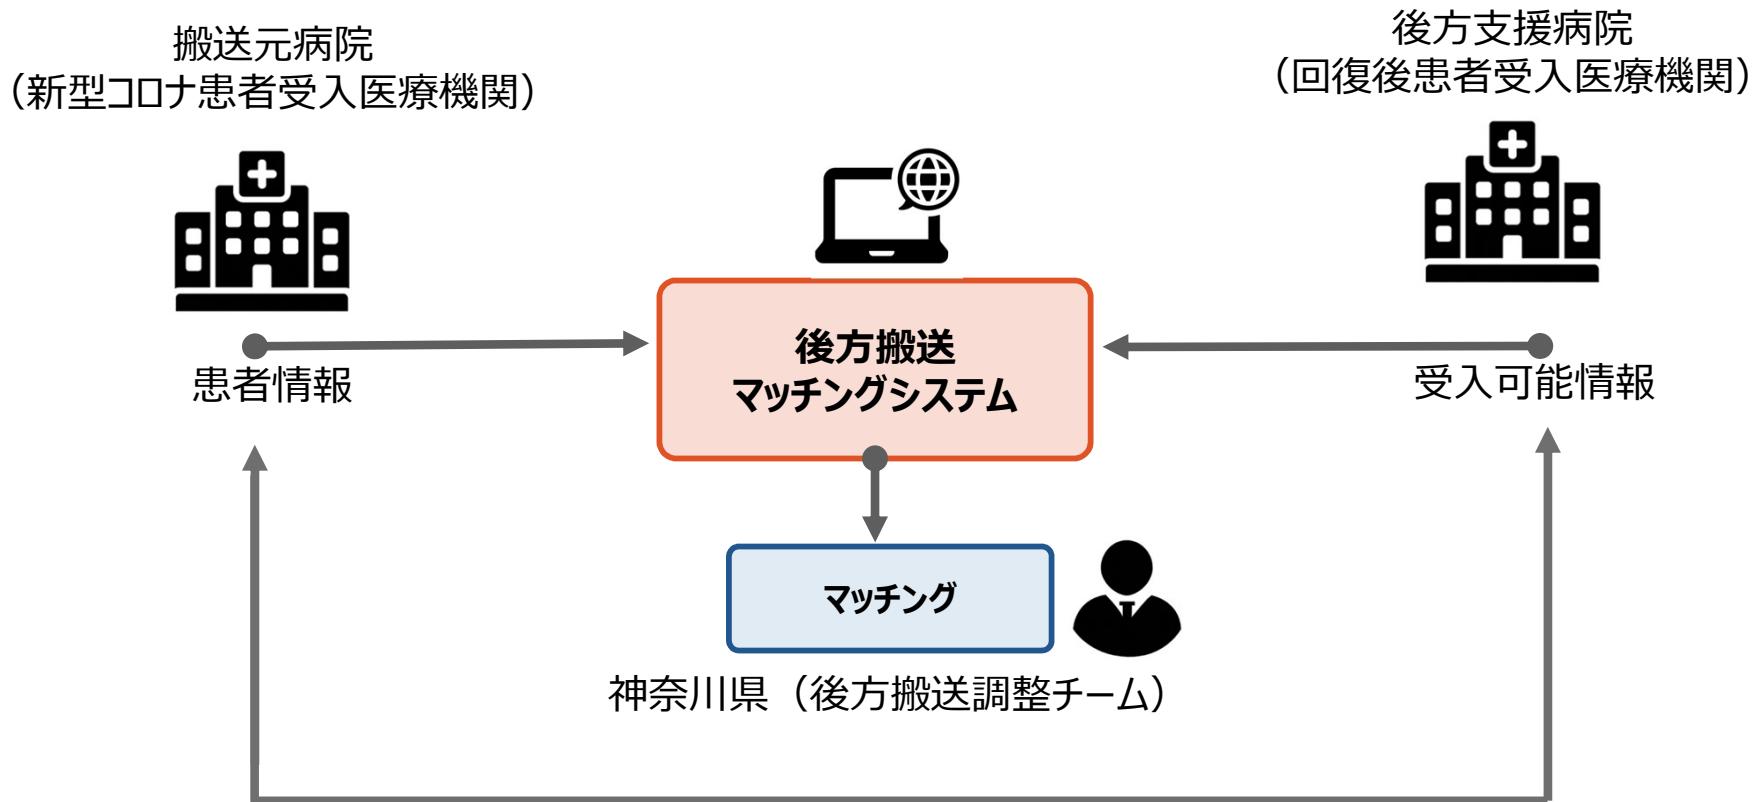 搬送元病院
（新型コロナ患者受入医療機関）
後方支援病院
（回復後患者受入医療機関）
後方搬送
マッチングシステム
患者情報
受入可能情報
マッチング
神奈川県（後方搬送調整チーム）